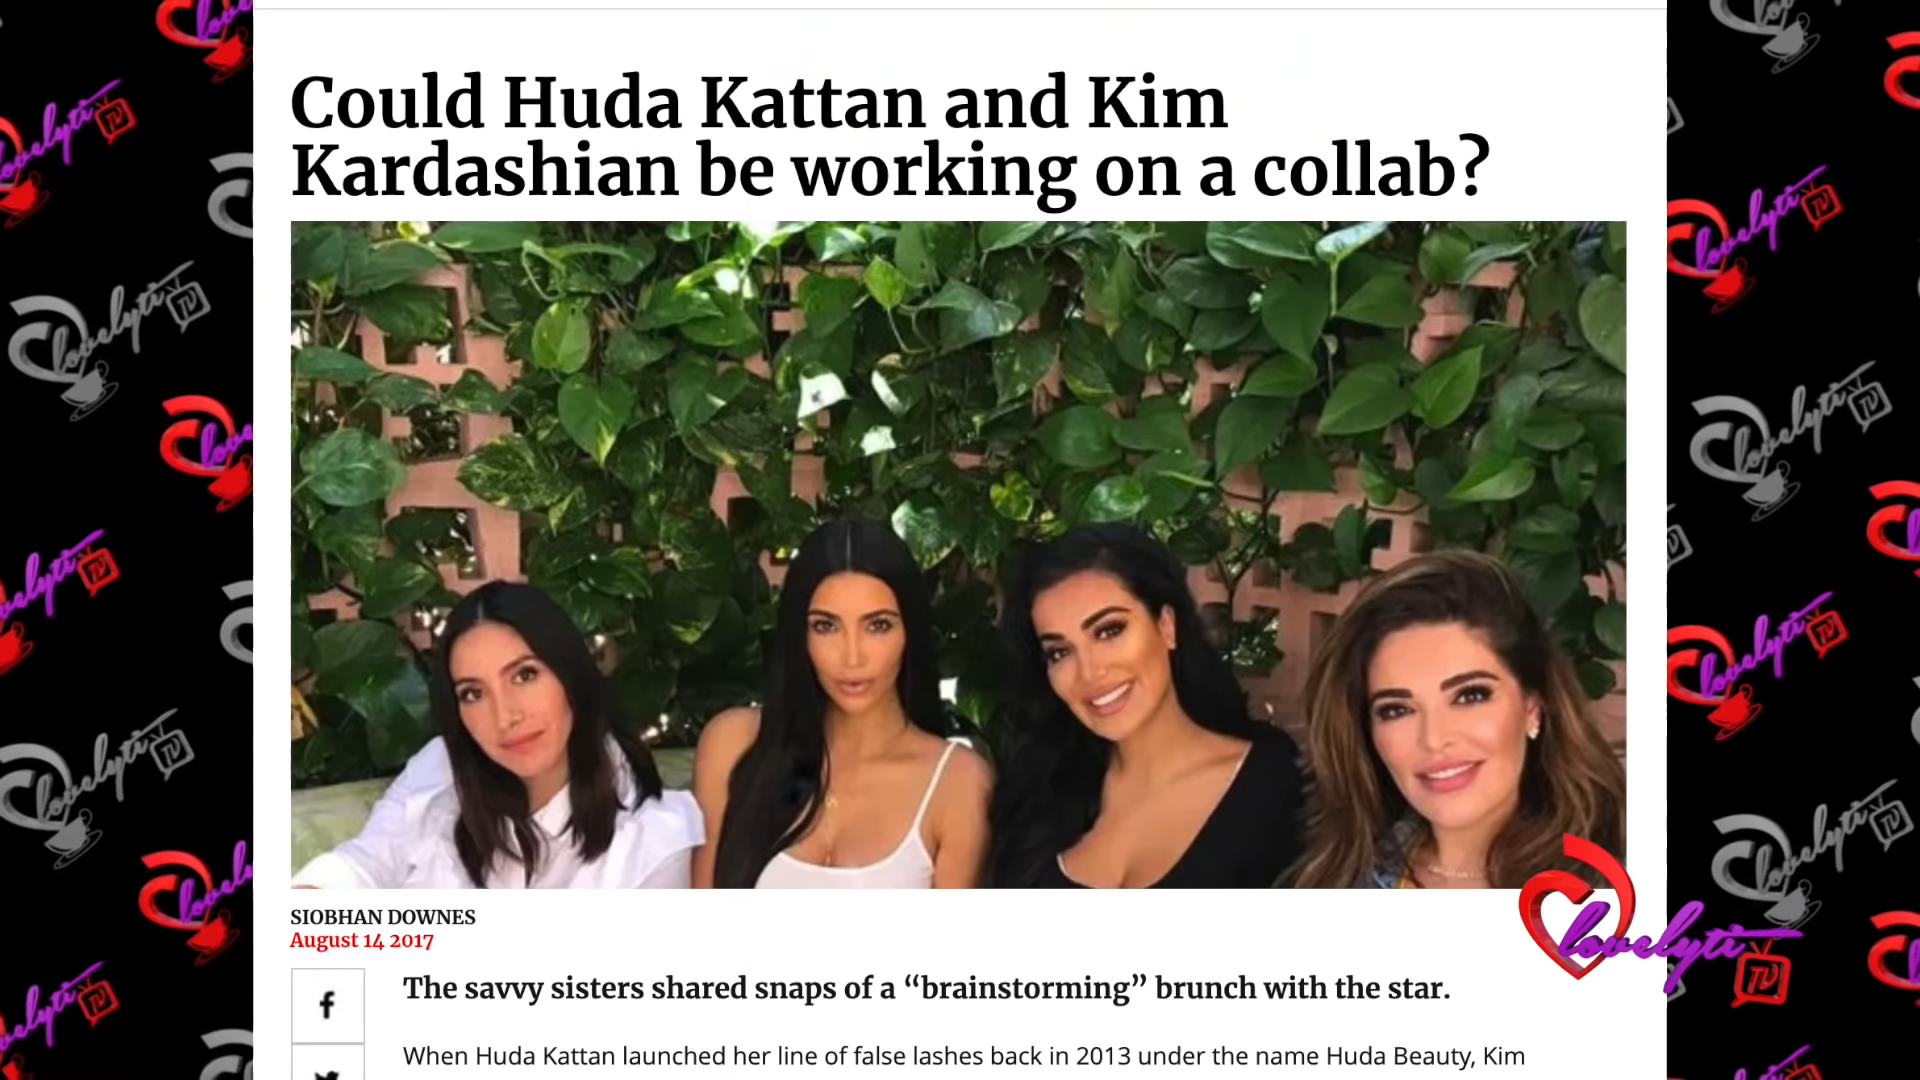 Could Huda Kattan and Kim
Kardashian be working on a collab?
SIOBHAN DOWNES
August 14 2017
The savvy sisters shared snaps of a “brainstorming” brunch with the star.
When Huda Kattan launched her line of false lashes back in 2013 under the name Huda Beauty, Kim
f
lovelyti
TV